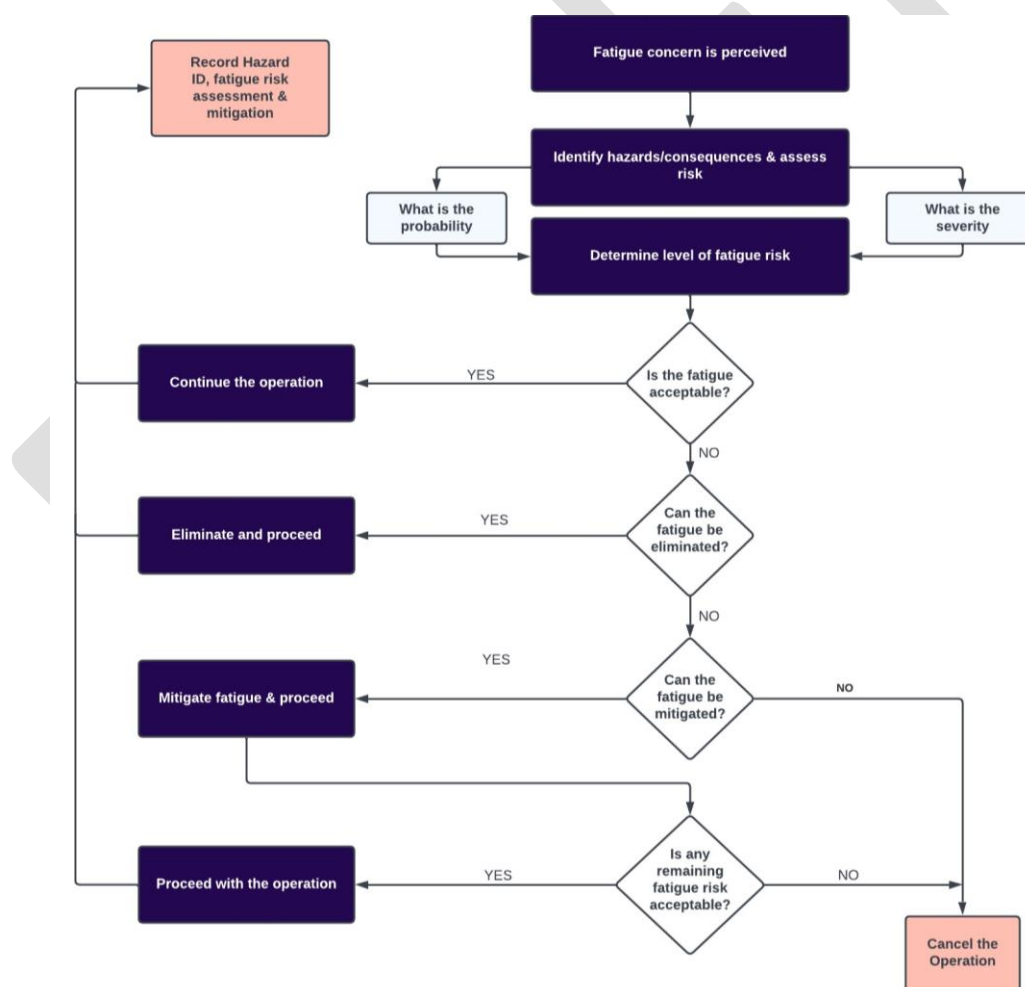 Record Hazard
ID, fatigue risk
assessment &
mitigation
Fatigue concern is perceived
Identify hazards/consequences & assess
risk
What is the
probability
What is the
severity
Determine level of fatigue risk
Is the fatigue
acceptable?
YES
Continue the operation
NO
Can the
fatigue be
eliminated?
YES
Eliminate and proceed
NO
Can the
fatigue be
mitigated?
YES
Mitigate fatigue & proceed
NO
Is any
remaining
fatigue risk
acceptable?
YES
Proceed with the operation
NO
Cancel the
Operation